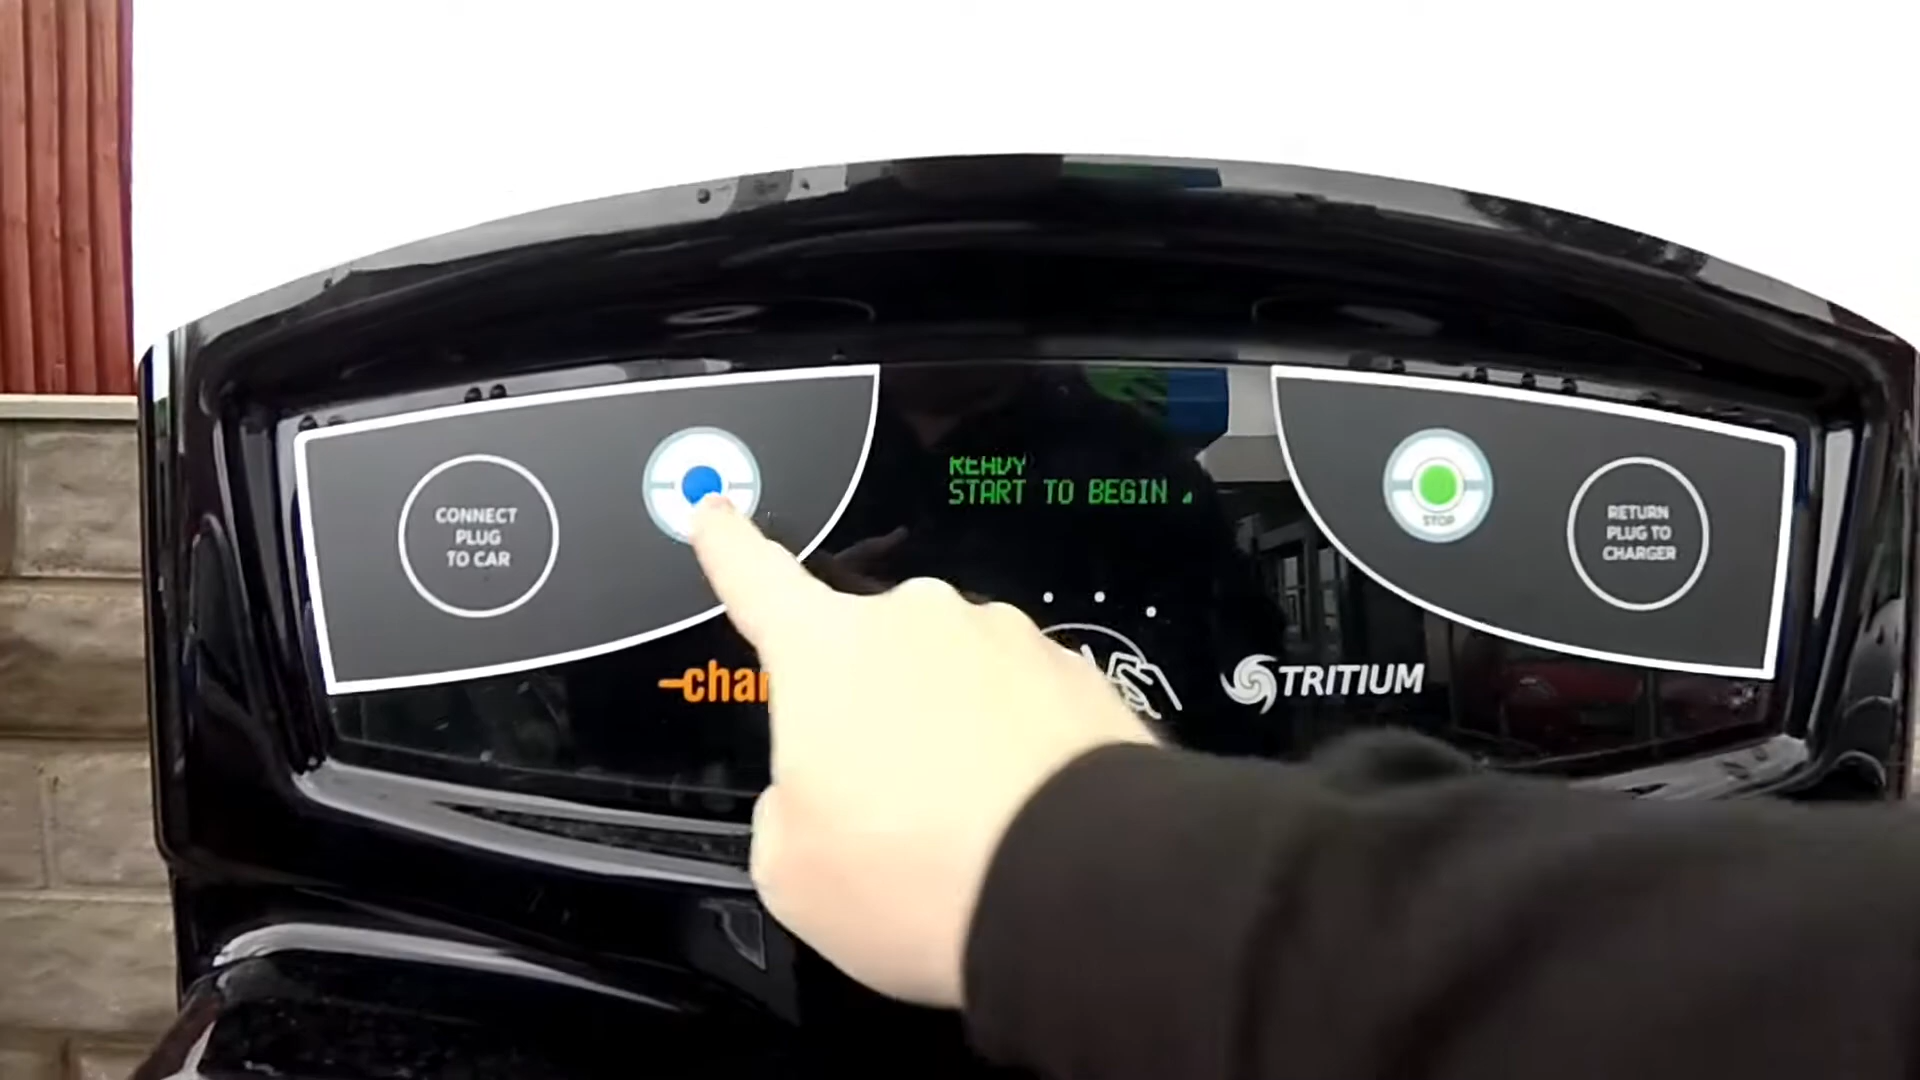 CONNECT
PLUG
TO CAR
READY
START TO BEGIN
STOP
RETURN
PLUG TO
CHARGER
TRITIUM